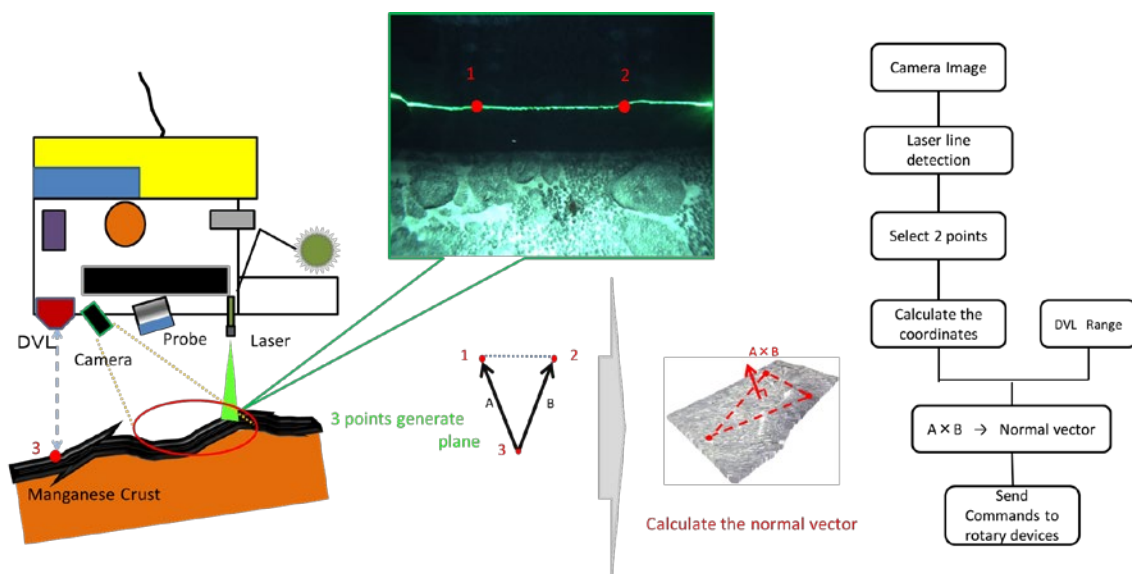 1
2
DVL
Camera
Probe
Laser
3
Manganese Crust
3 points generate
plane
1
2
A
B
3
A × B
Calculate the normal vector
Camera Image
Laser line
detection
Select 2 points
Calculate the
coordinates
DVL Range
A × B → Normal vector
Send
Commands to
rotary devices